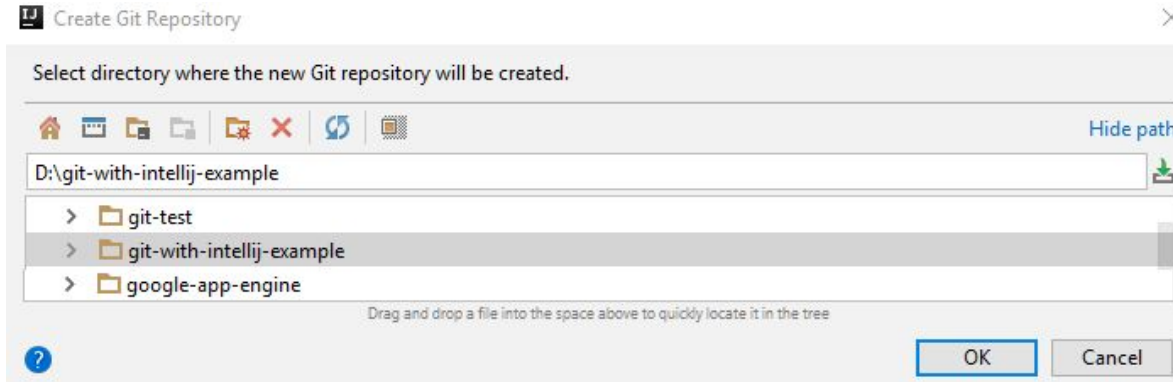 IJ Create Git Repository
Select directory where the new Git repository will be created.
Hide path
D:\git-with-intellij-example
git-test
git-with-intellij-example
google-app-engine
Drag and drop a file into the space above to quickly locate it in the tree
? OK Cancel